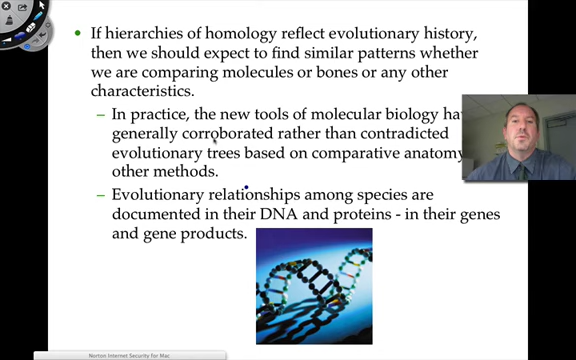 If hierarchies of homology reflect evolutionary history,
then we should expect to find similar patterns whether
we are comparing molecules or bones or any other
characteristics.
In practice, the new tools of molecular biology
generally corroborated rather than contradicted
evolutionary trees based on comparative anatomy
other methods.
Evolutionary relationships among species are
documented in their DNA and proteins - in their genes
and gene products.
Norton Internet Security for Mac